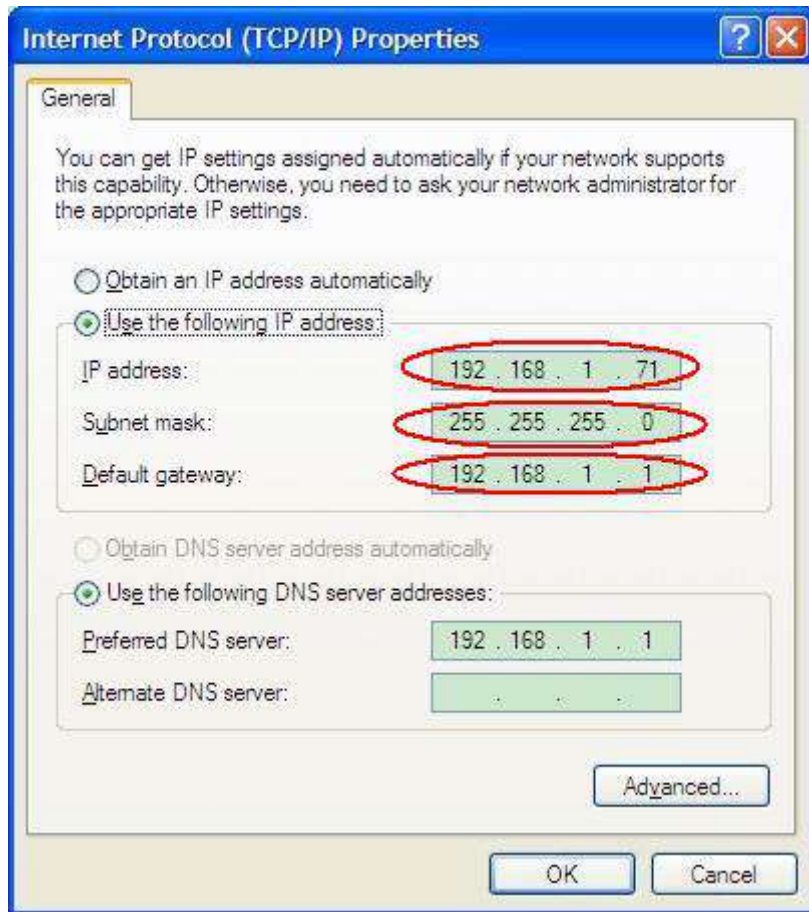 Internet Protocol (TCP/IP) Properties
General
You can get IP settings assigned automatically if your network supports
this capability. Otherwise, you need to ask your network administrator for
the appropriate IP settings.
Obtain an IP address automatically
Use the following IP address:
IP address: 192 . 168 . 1 . 71
Subnet mask: 255 . 255 . 255 . 0
Default gateway: 192 . 168 . 1 . 1
Obtain DNS server address automatically
Use the following DNS server addresses:
Preferred DNS server: 192 . 168 . 1 . 1
Alternate DNS server: . . .
Advanced...
OK Cancel